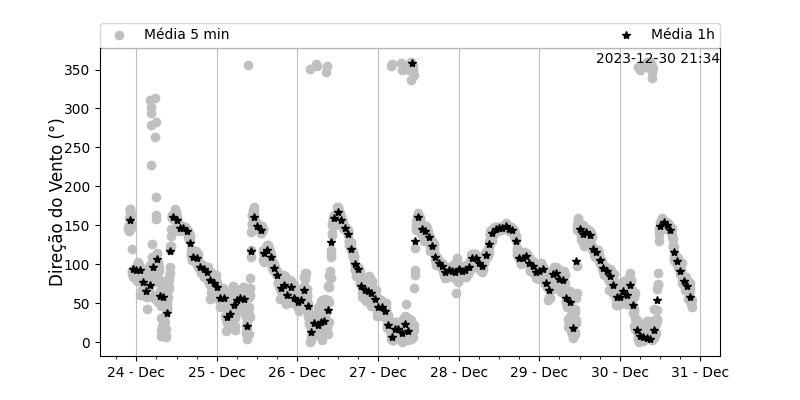 Média 5 min
Média 1h
2023-12-30 21:34
Direção do Vento (°)
350
300
250
200
150
100
50
0
24 - Dec
25 - Dec
26 - Dec
27 - Dec
28 - Dec
29 - Dec
30 - Dec
31 - Dec